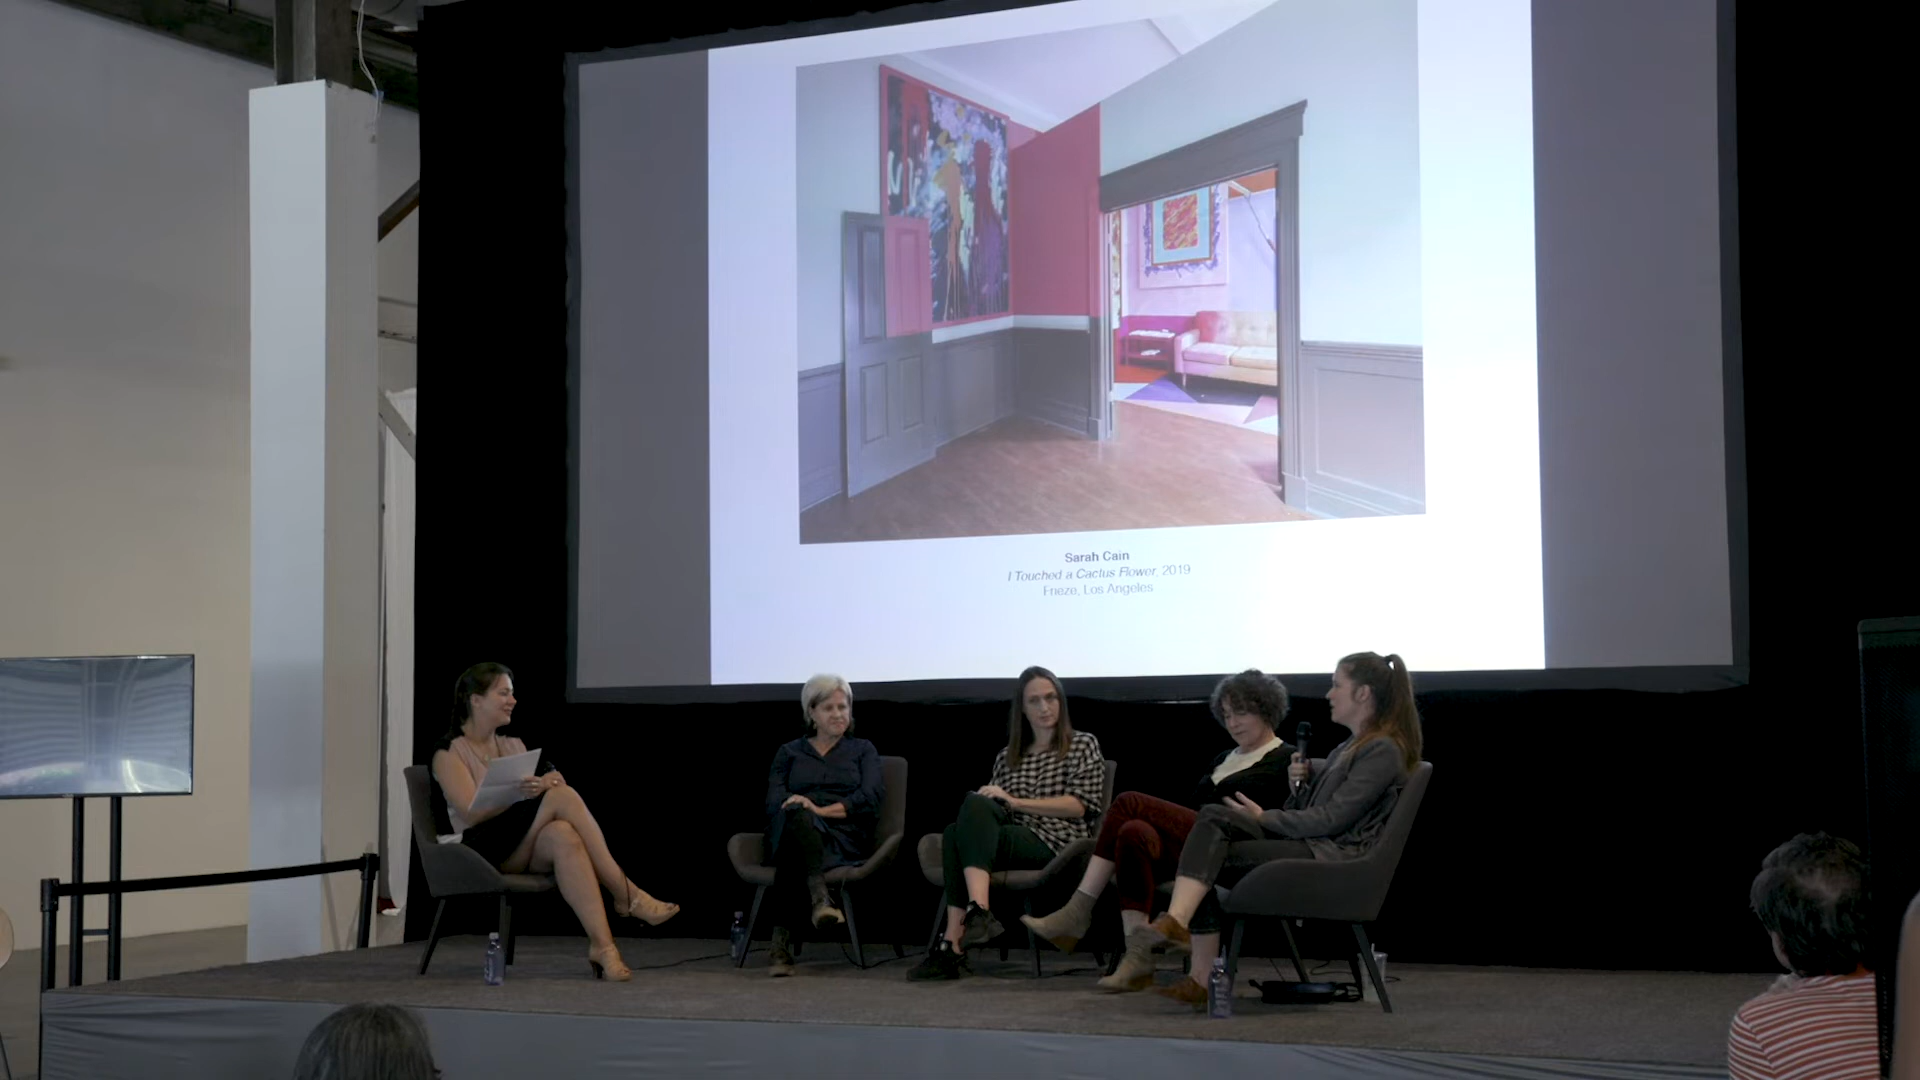 Sarah Cain
I Touched a Cactus Flower, 2019
Frieze, Los Angeles